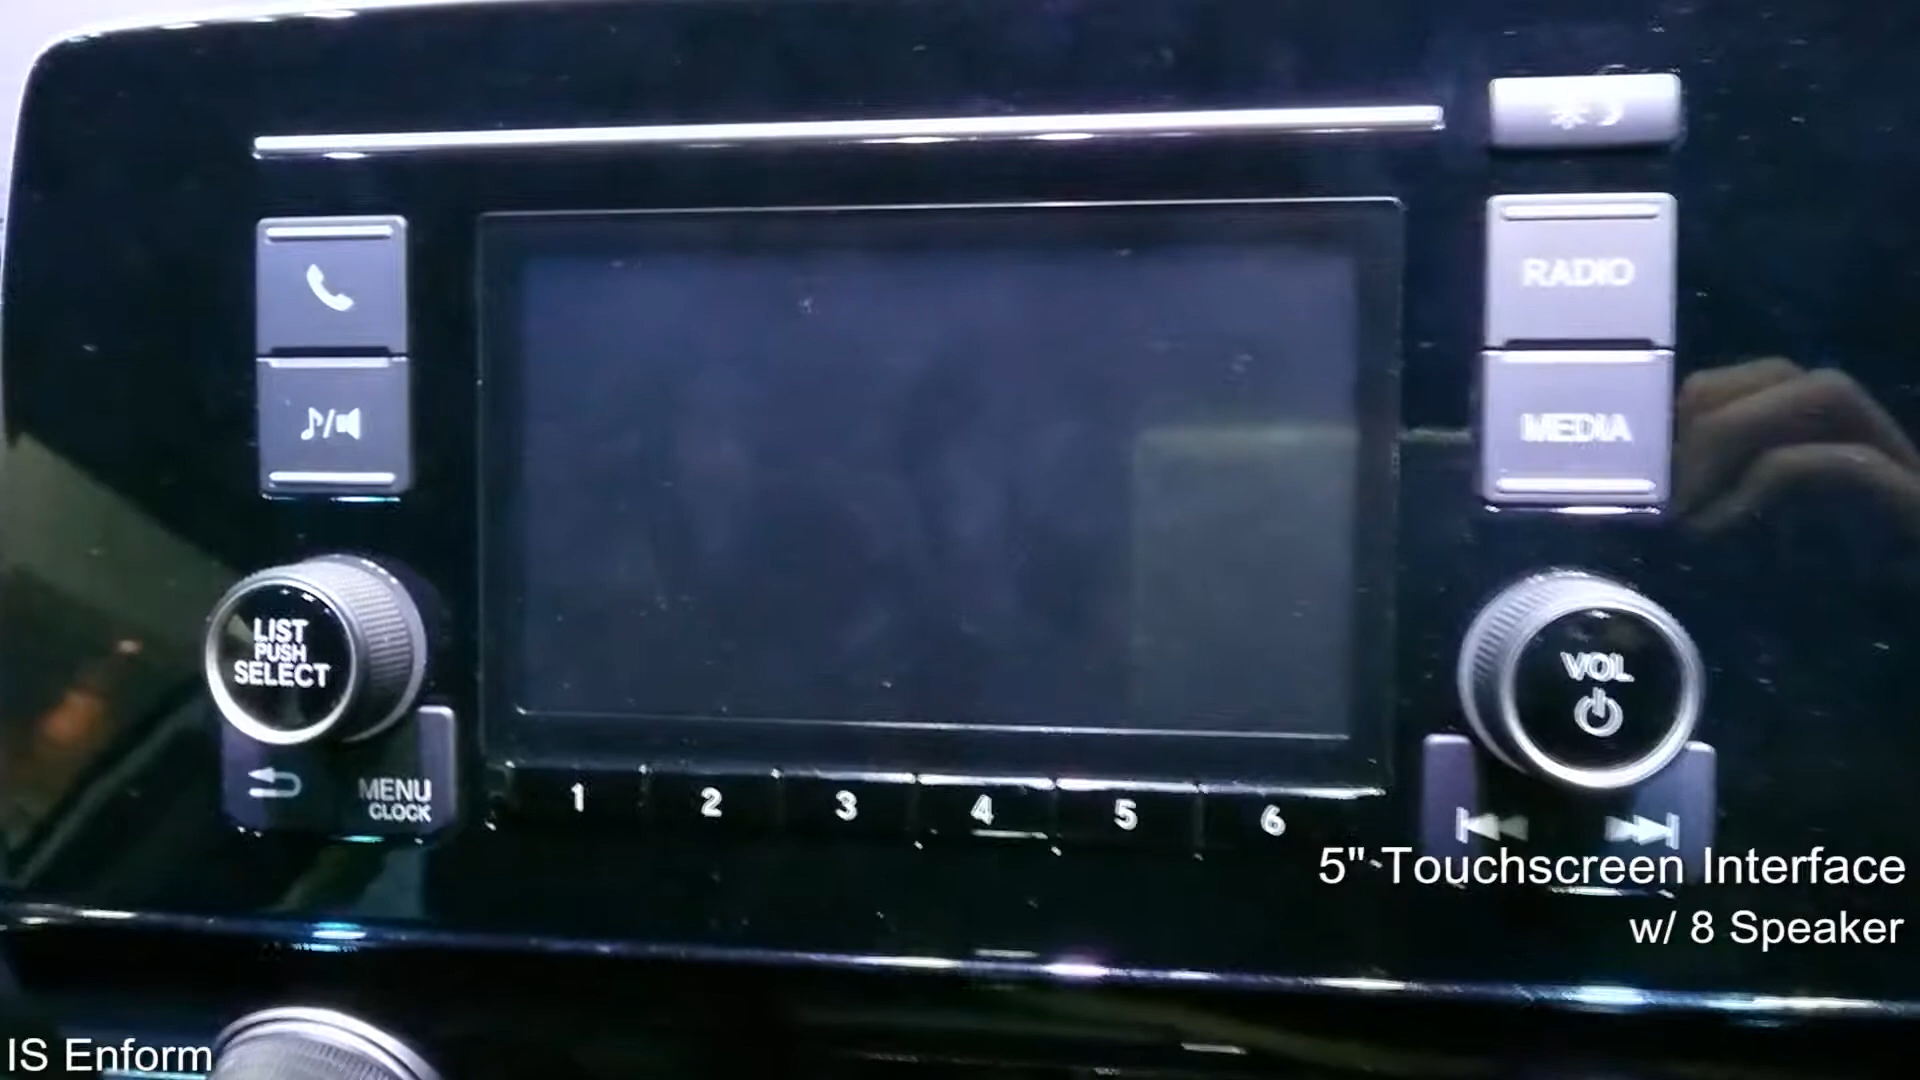 RADIO
MEDIA
LIST
PUSH
SELECT
VOL
MENU
CLOCK
1 2 3 4 5 6
5" Touchscreen Interface
w/ 8 Speaker
IS Enform